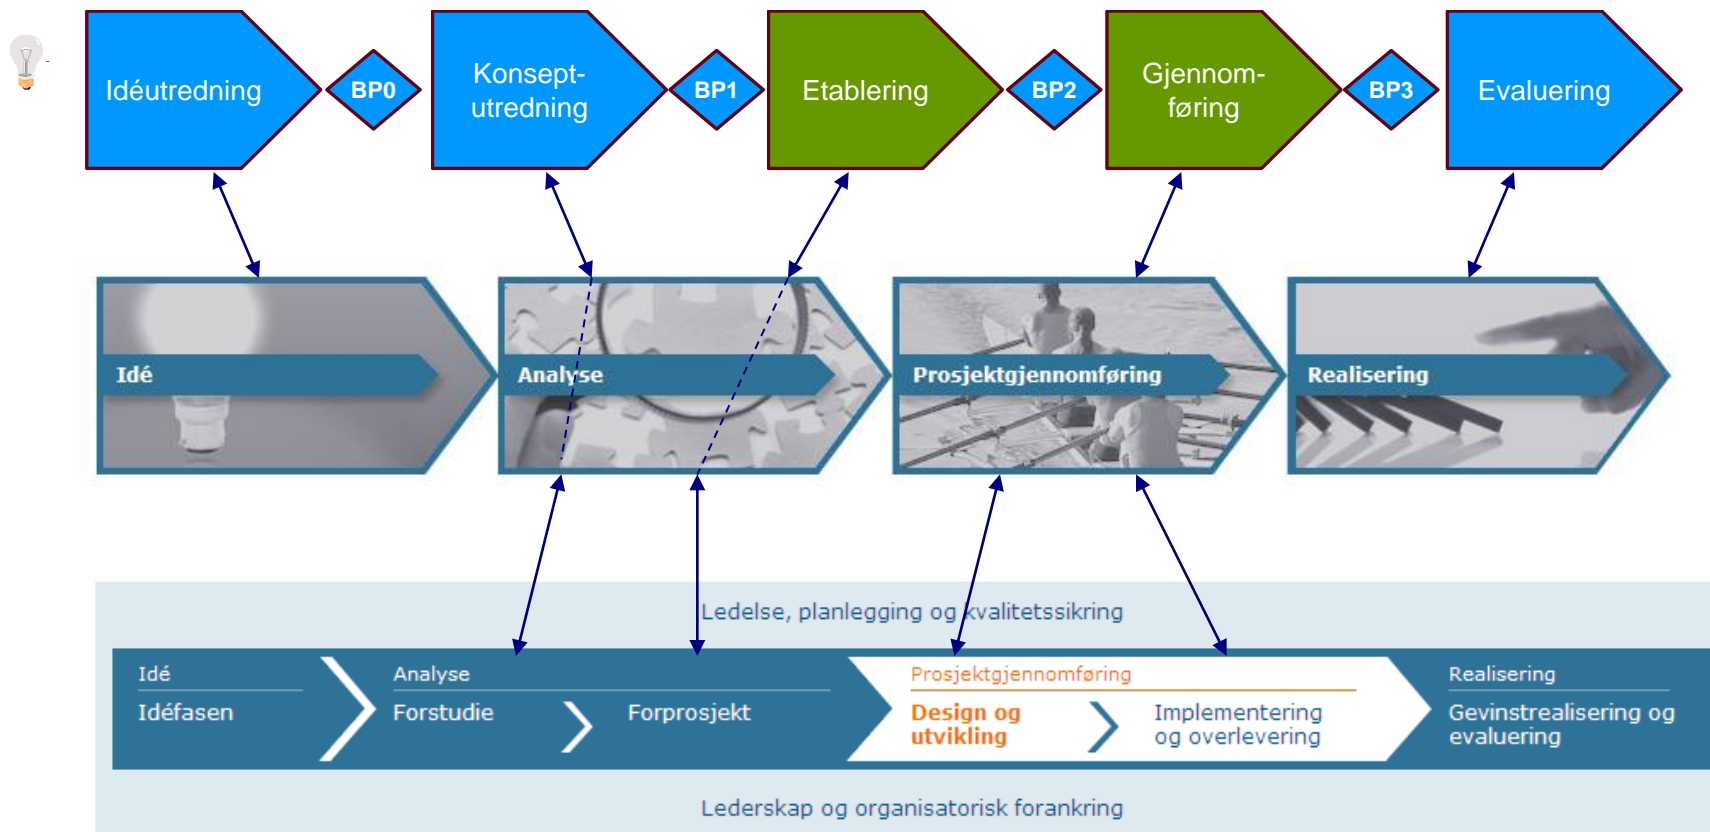 Idéutredning
BP0
Konsept-
utredning
BP1
Etablering
BP2
Gjennom-
føring
BP3
Evaluering
Idé
Analyse
Prosjektgjennomføring
Realisering
Ledelse, planlegging og kvalitetssikring
Idé
Idéfasen
Analyse
Forstudie
Forprosjekt
Prosjektgjennomføring
Design og
utvikling
Implementering
og overlevering
Realisering
Gevinstrealisering og
evaluering
Lederskap og organisatorisk forankring